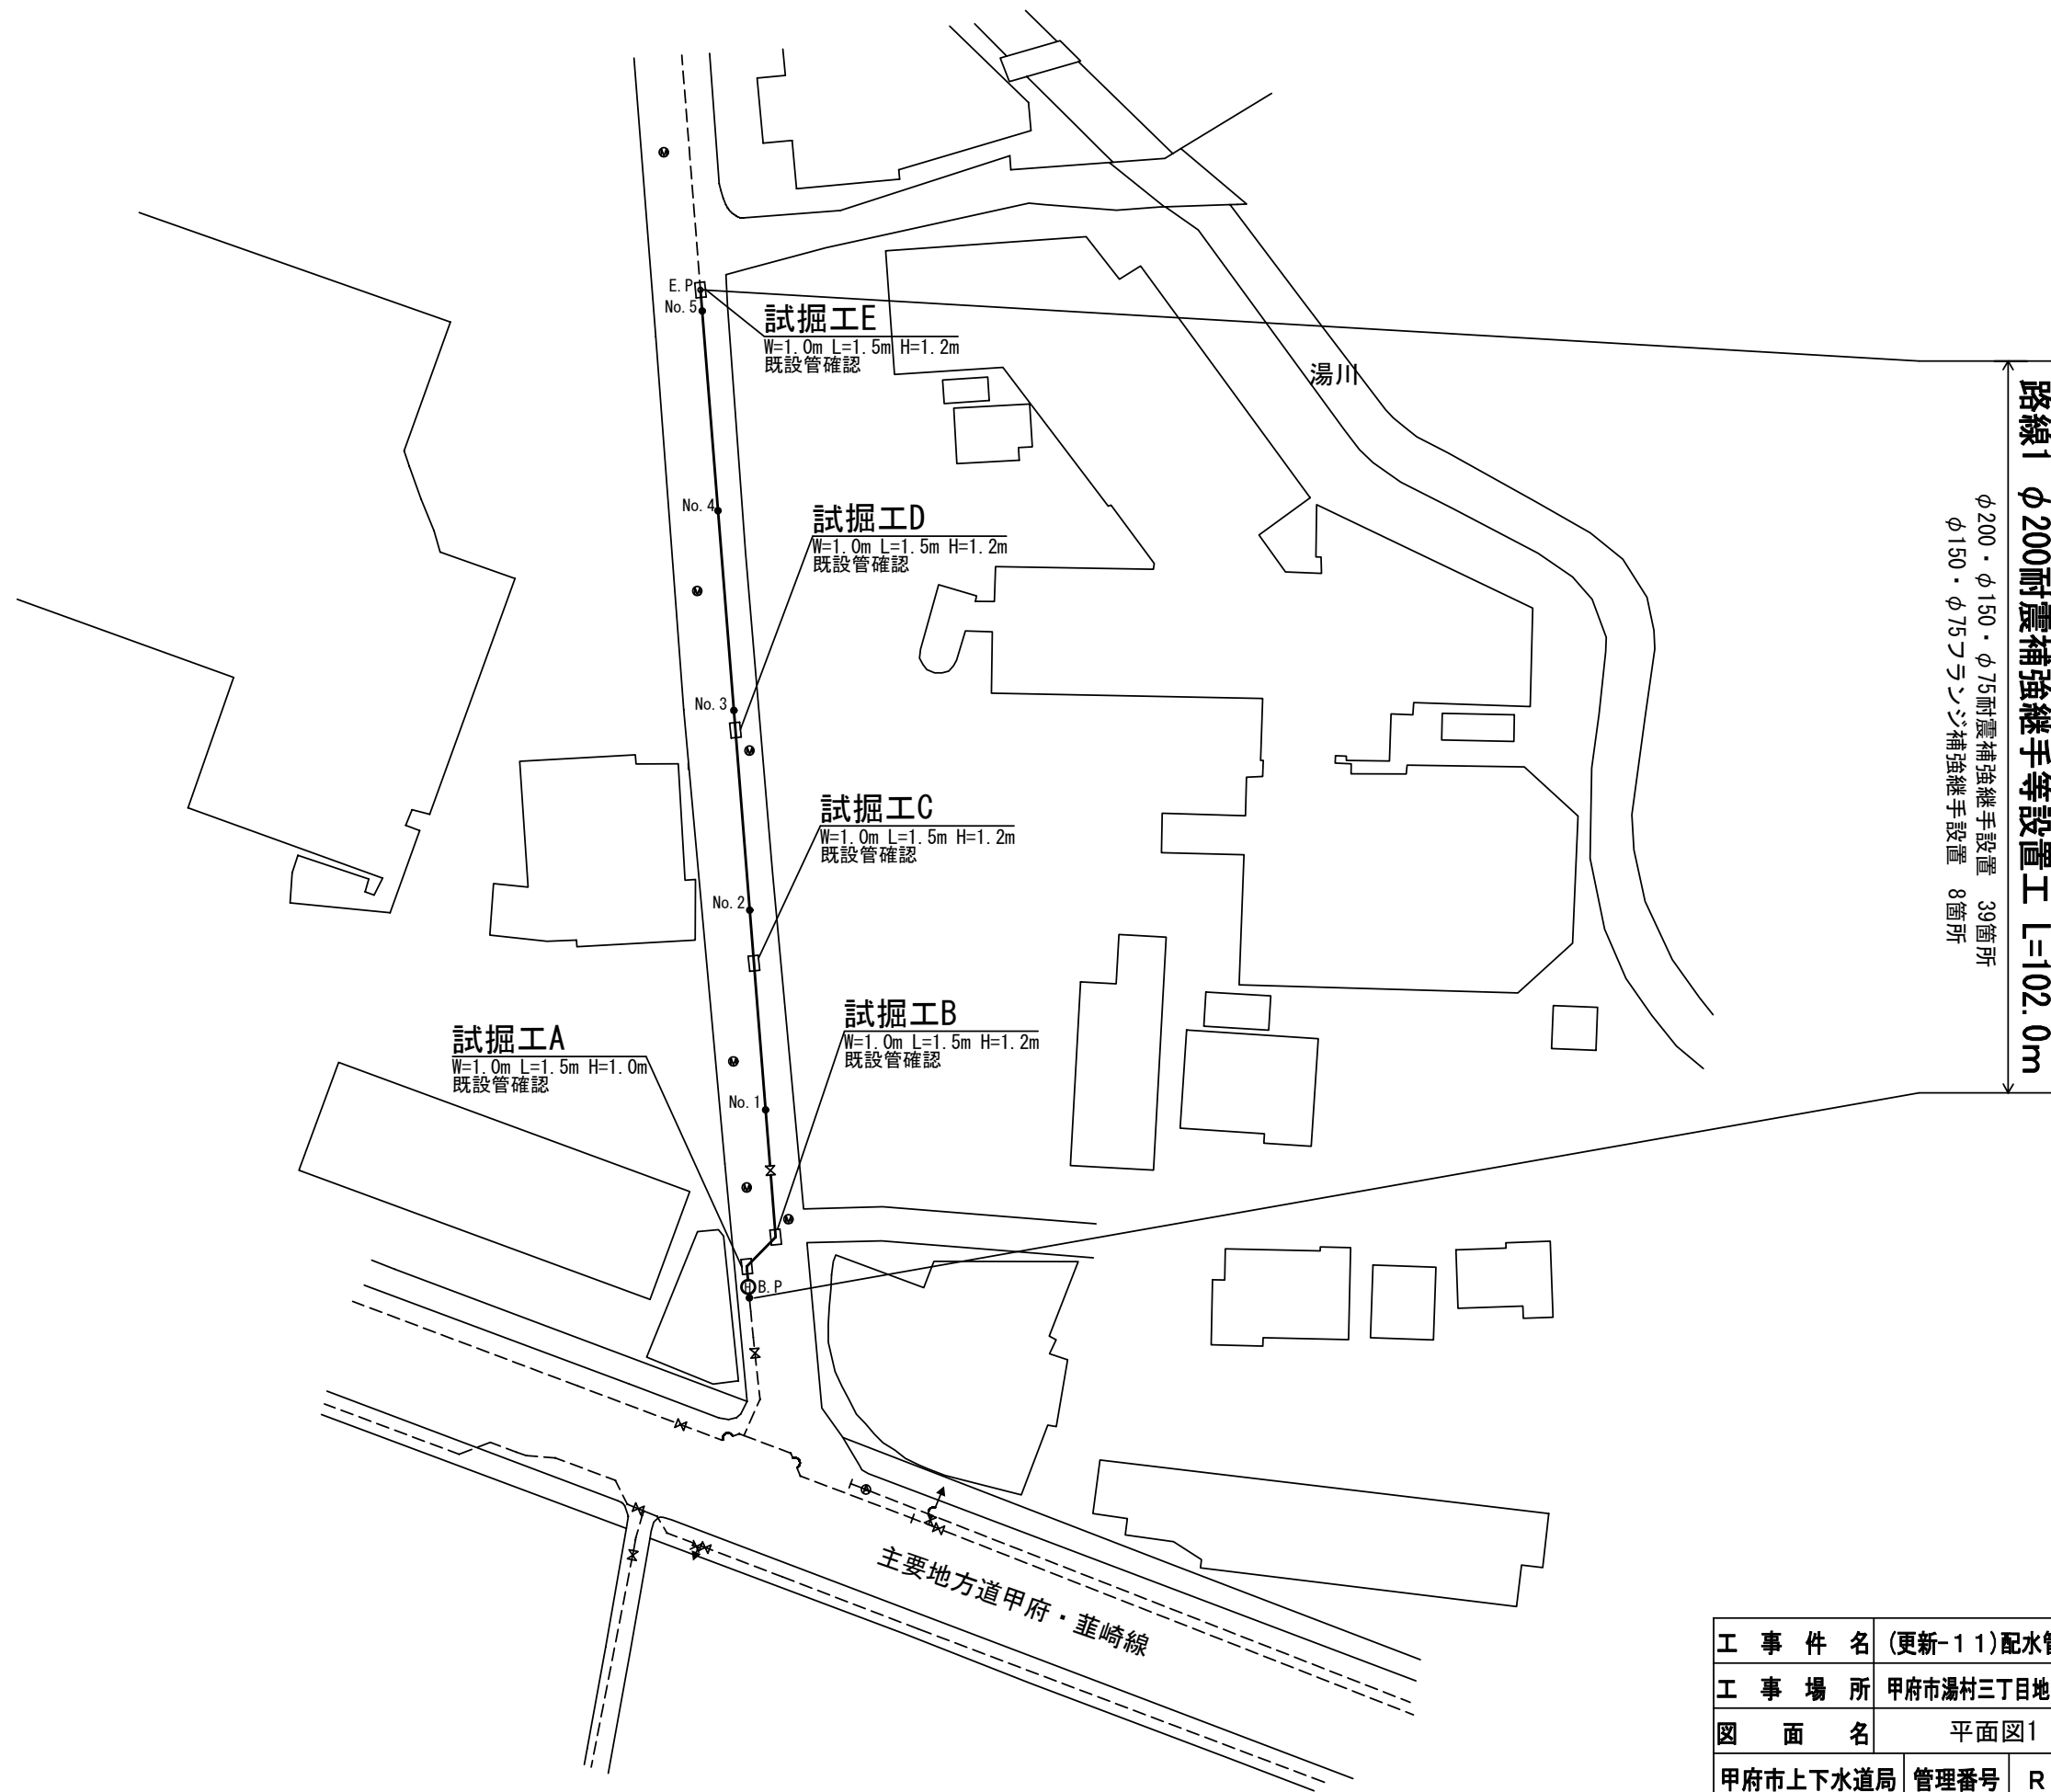 E.P
No.5
試掘工E
W=1.0m L=1.5m H=1.2m
既設管確認
湯川
No.4
試掘工D
W=1.0m L=1.5m H=1.2m
既設管確認
No.3
試掘工C
W=1.0m L=1.5m H=1.2m
既設管確認
No.2
試掘工B
W=1.0m L=1.5m H=1.2m
既設管確認
試掘工A
W=1.0m L=1.5m H=1.0m
既設管確認
No.1
H B.P
路線1 φ200耐震補強継手等設置工 L=102.0m
φ200・φ150・φ75耐震補強継手設置 39箇所
φ150・φ75フランジ補強継手設置 8箇所
主要地方道甲府・韮崎線
工事件名 (更新-11)配水
工事場所 甲府市湯村三丁目地
図面名 平面図1
甲府市上下水道局 管理番号 R